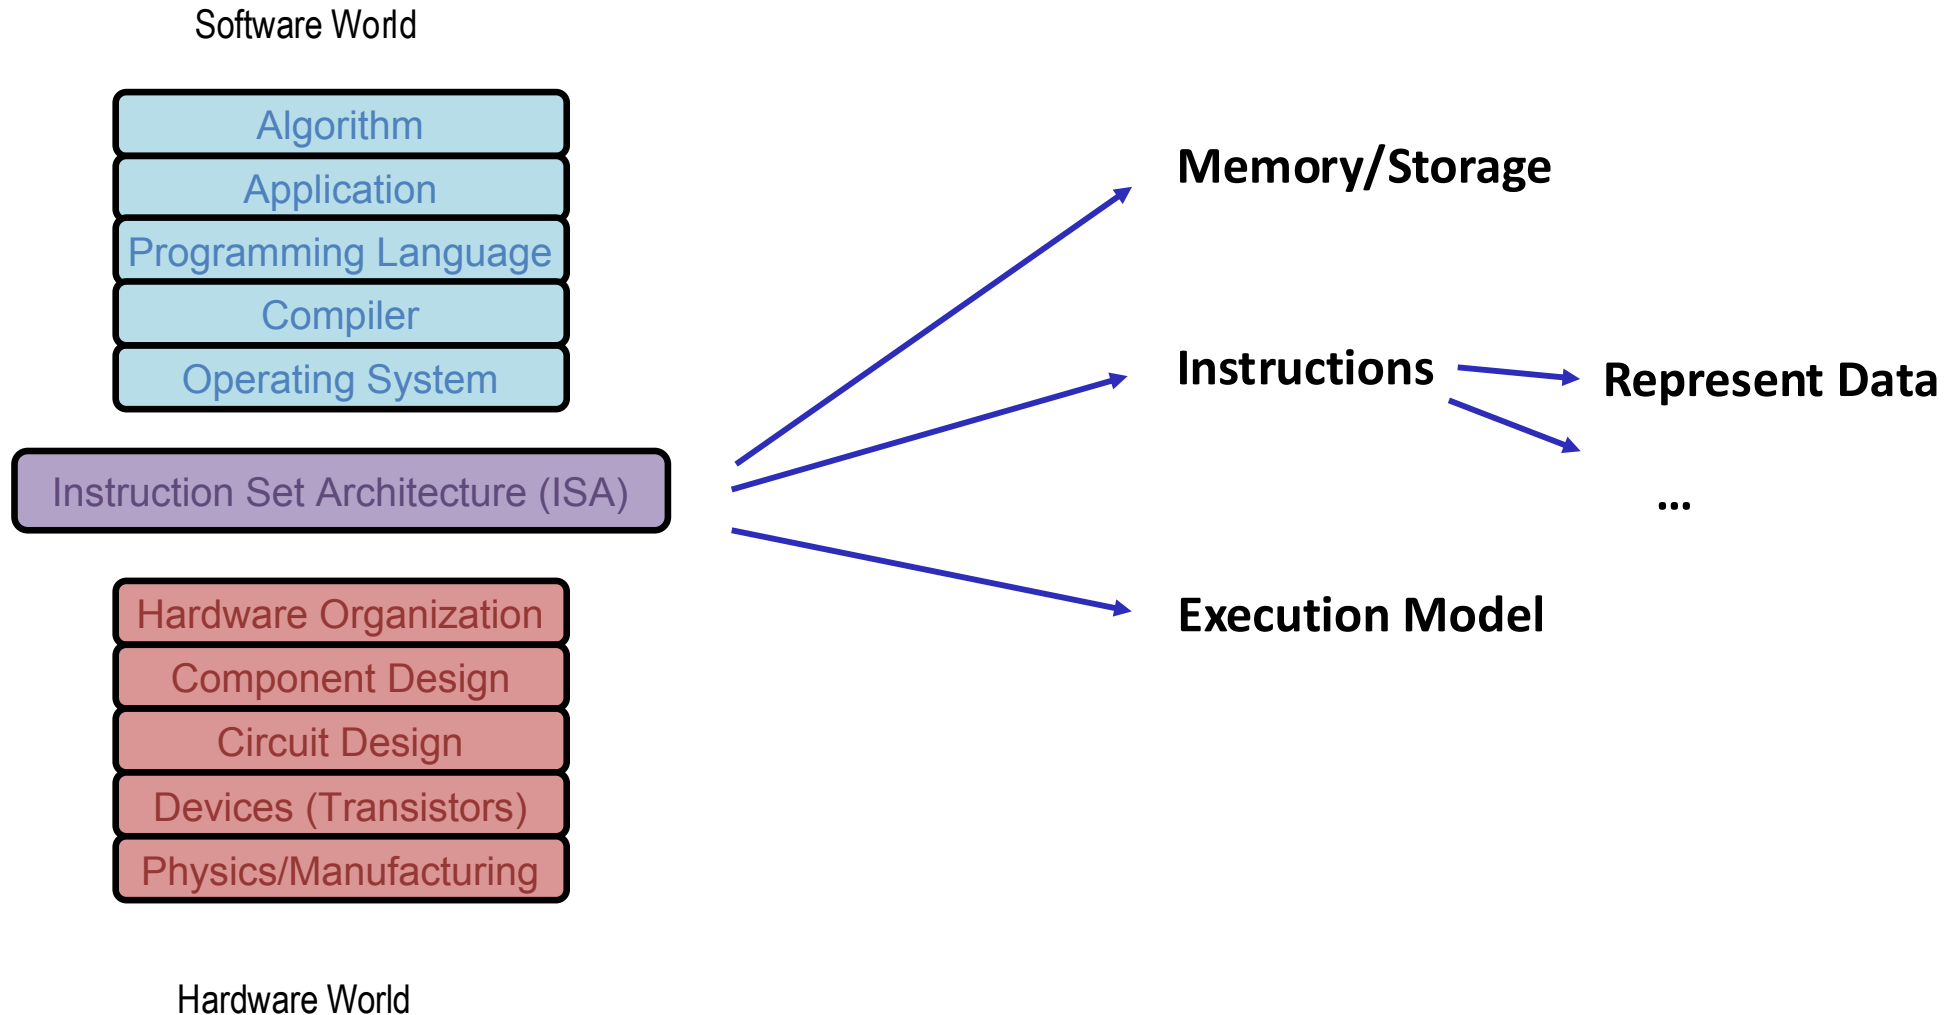 Software World
Algorithm
Application
Programming Language
Compiler
Operating System
Instruction Set Architecture (ISA)
Hardware Organization
Component Design
Circuit Design
Devices (Transistors)
Physics/Manufacturing
Hardware World
Memory/Storage
Instructions
Represent Data
...
Execution Model